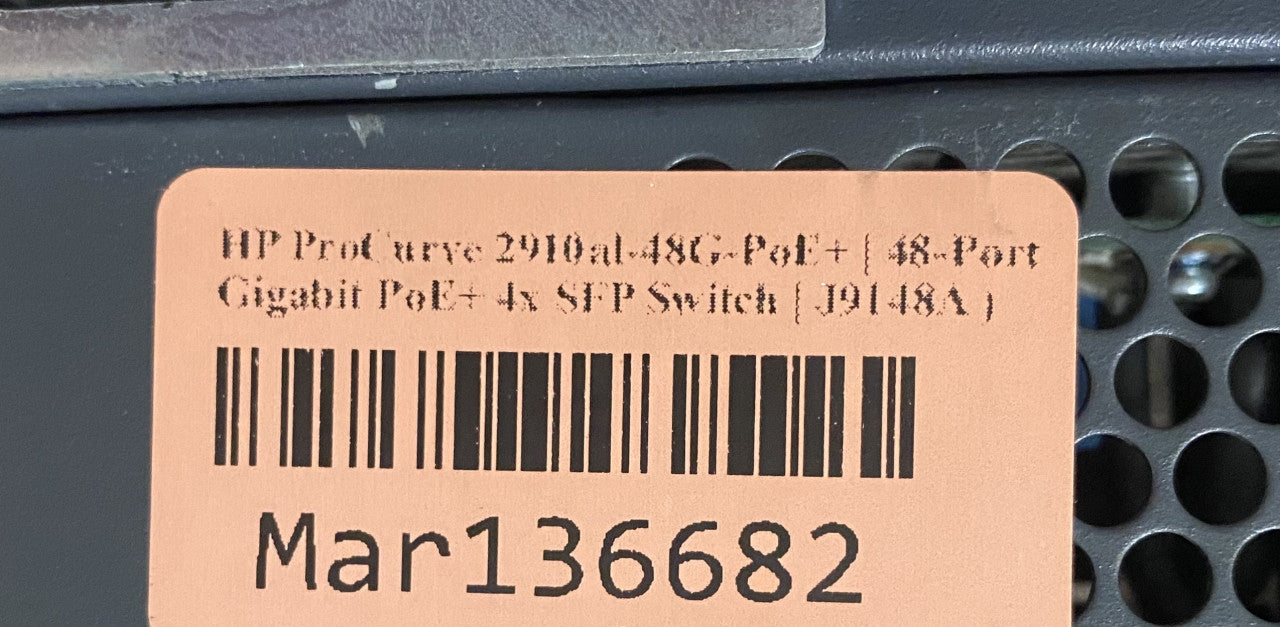 HP ProCurve 2910al-48G-PoE+ | 48-Port
Gigabit PoE+ 4x SFP Switch ( J9148A )
Mar136682